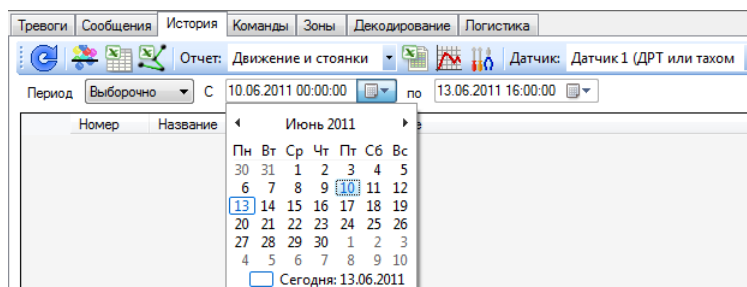 Тревоги Сообщения История Команды Зоны Декодирование Логистика
Отчет: Движение и стоянки Датчик: Датчик 1 (ДРТ или тахом
Период Выборочно С 10.06.2011 00:00:00 по 13.06.2011 16:00:00
Номер Название
Июнь 2011
Пн Вт Ср Чт Пт Сб Вс
30 31 1 2 3 4 5
6 7 8 9 10 11 12
13 14 15 16 17 18 19
20 21 22 23 24 25 26
27 28 29 30 1 2 3
4 5 6 7 8 9 10
Сегодня: 13.06.2011